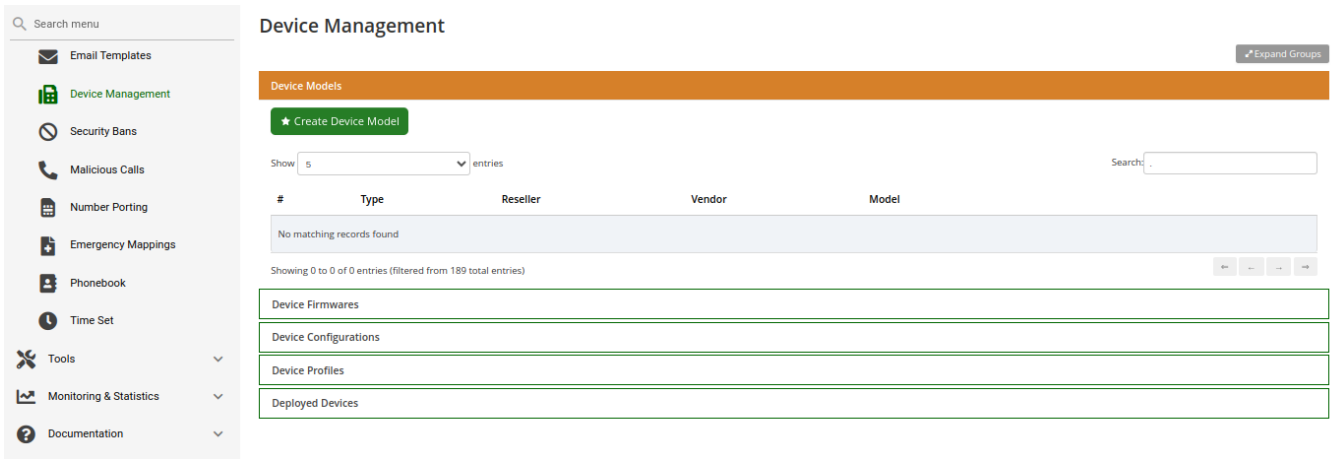 Search menu
Email Templates
Device Management
Security Bans
Malicious Calls
Number Porting
Emergency Mappings
Phonebook
Time Set
Tools
Monitoring & Statistics
Documentation
Device Management
Expand Groups
Device Models
Create Device Model
Show 5 entries
Search: .
# Type Reseller Vendor Model
No matching records found
Showing 0 to 0 of 0 entries (filtered from 189 total entries)
Device Firmwares
Device Configurations
Device Profiles
Deployed Devices